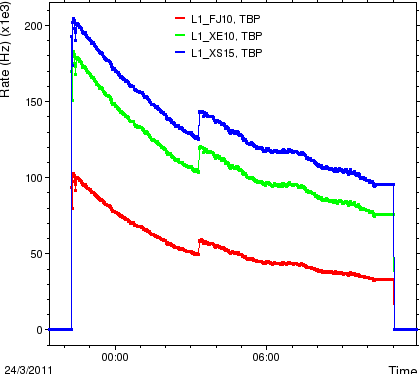 Rate (Hz) (x1e3)
L1_FJ10, TBP
L1_XE10, TBP
L1_XS15, TBP
200
150
100
50
0
00:00
06:00
24/3/2011
Time